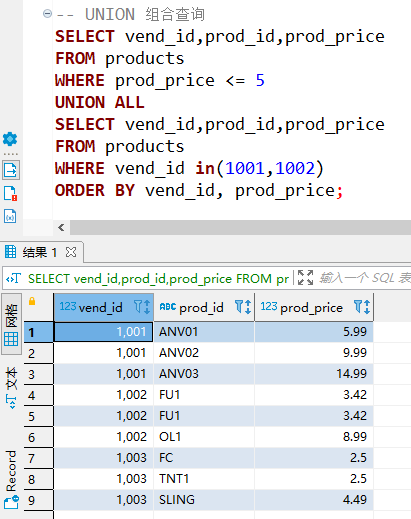 -- UNION 组合查询
SELECT vend_id,prod_id,prod_price
FROM products
WHERE prod_price <= 5
UNION ALL
SELECT vend_id,prod_id,prod_price
FROM products
WHERE vend_id in(1001,1002)
ORDER BY vend_id, prod_price;
结果 1
SELECT vend_id,prod_id,prod_price FROM pr 输入一个 SQL 表
网格
文本
Record
123 vend_id ABC prod_id 123 prod_price
1 1,001 ANV01 5.99
2 1,001 ANV02 9.99
3 1,001 ANV03 14.99
4 1,002 FU1 3.42
5 1,002 FU1 3.42
6 1,002 OL1 8.99
7 1,003 FC 2.5
8 1,003 TNT1 2.5
9 1,003 SLING 4.49